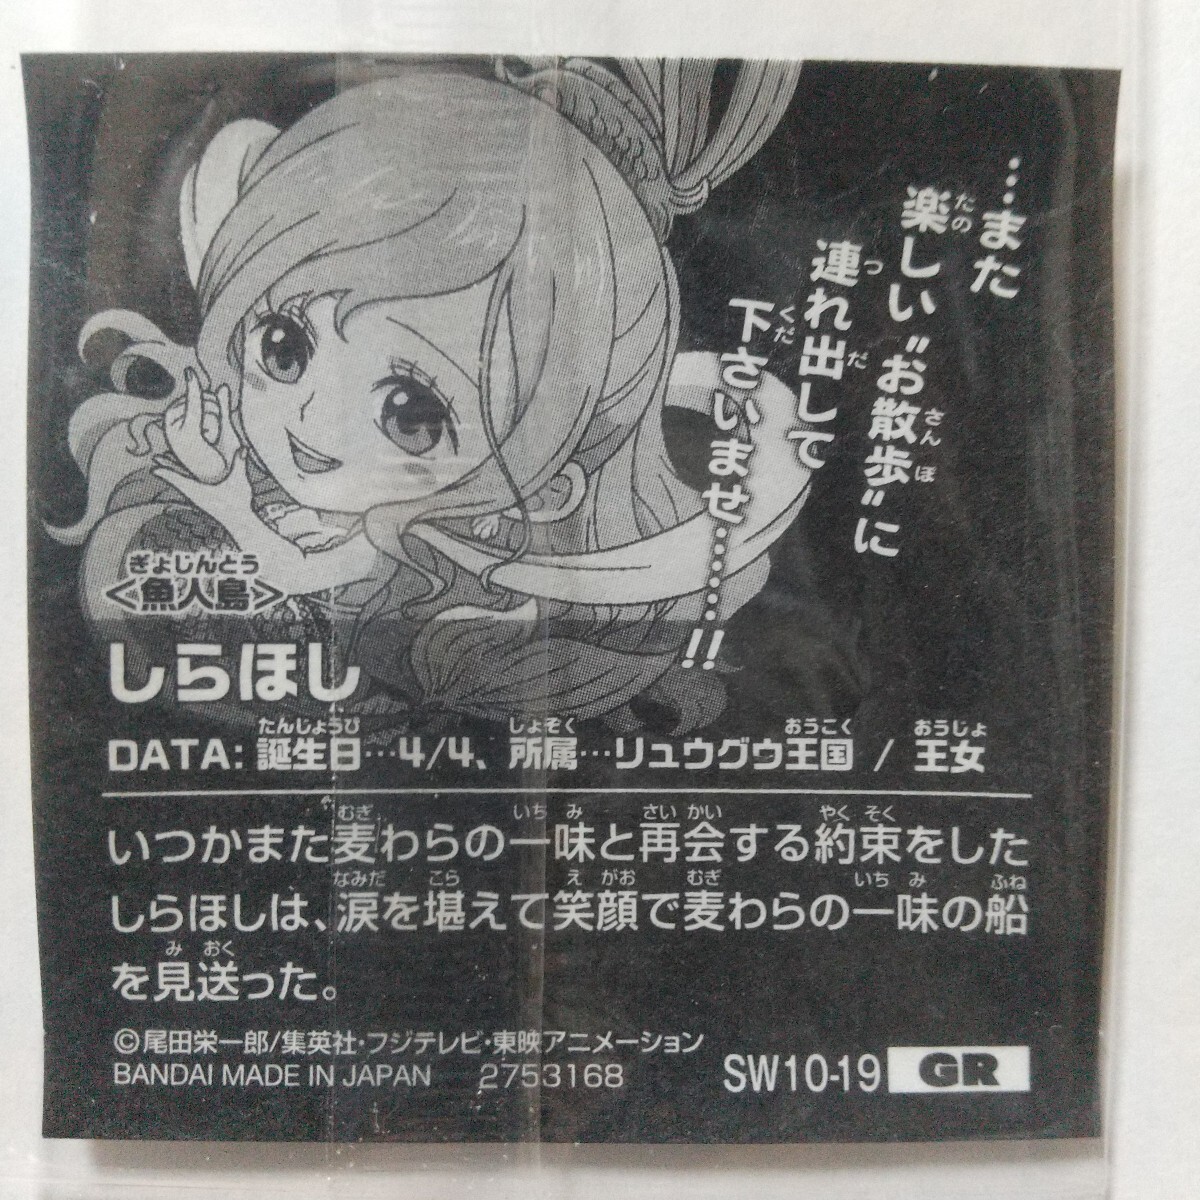 …また
楽しい"お散歩"に
連れ出して
下さいませ………!!
たの
さんぽ
つ
だ
くだ
ぎょじんとう
<魚人島>
しらほし
たんじょうび しょぞく おうこく おうじょ
DATA: 誕生日…4/4、所属…リュウグウ王国 / 王女
むぎ いち み さい かい やく そく
いつかまた麦わらの一味と再会する約束をした
なみだ こら え がお むぎ いち み ふね
しらほしは、涙を堪えて笑顔で麦わらの一味の船
み おく
を見送った。
©尾田栄一郎/集英社・フジテレビ・東映アニメーション
BANDAI MADE IN JAPAN 2753168
SW10-19 GR